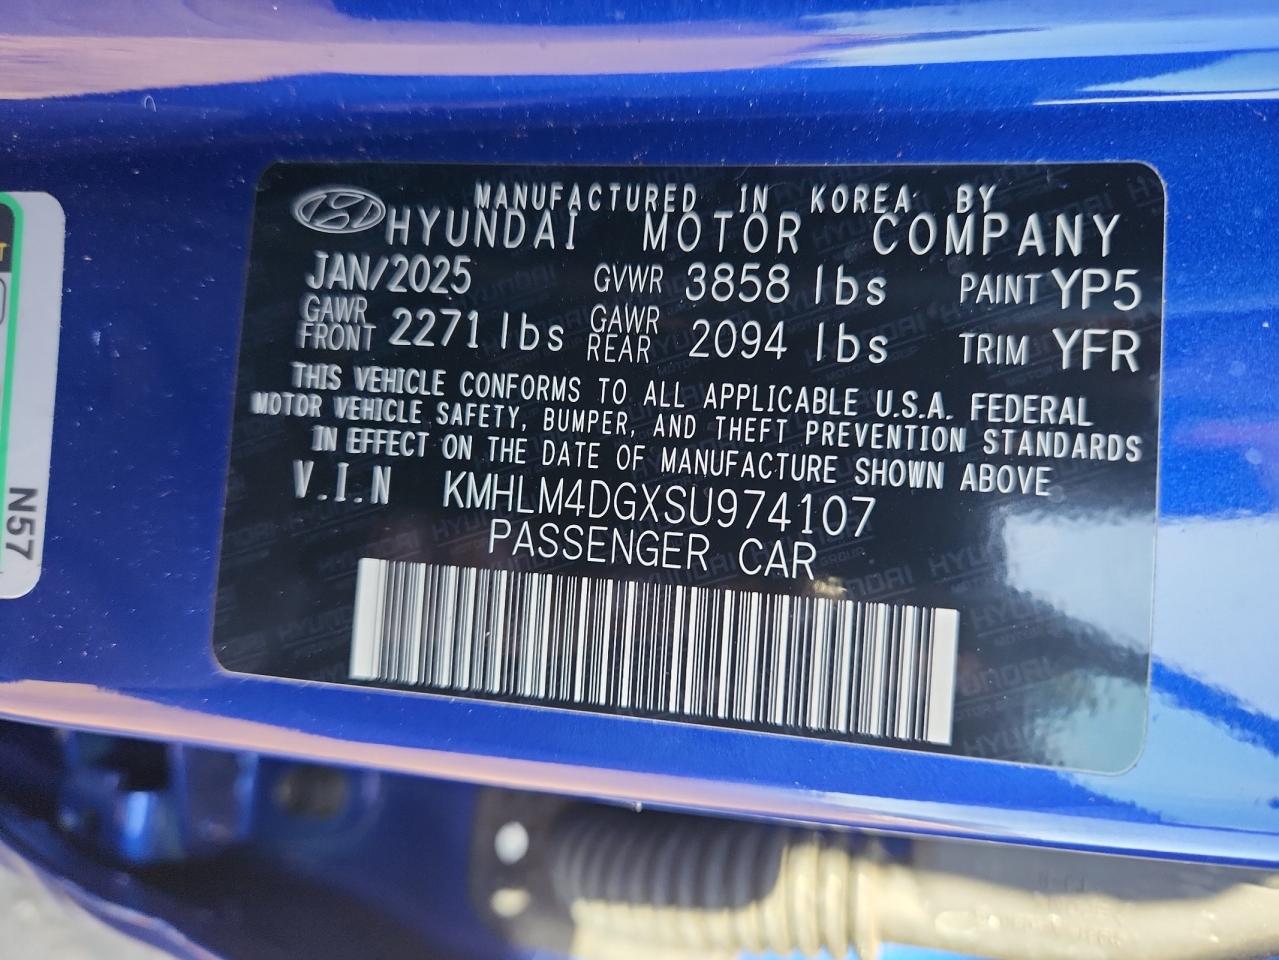 MANUFACTURED IN KOREA BY
HYUNDAI MOTOR COMPANY
JAN/2025 GVWR 3858 lbs PAINT YP5
GAWR FRONT 2271 lbs GAWR REAR 2094 lbs TRIM YFR
THIS VEHICLE CONFORMS TO ALL APPLICABLE U.S.A. FEDERAL
MOTOR VEHICLE SAFETY, BUMPER, AND THEFT PREVENTION STANDARDS
IN EFFECT ON THE DATE OF MANUFACTURE SHOWN ABOVE
V.I.N KMHLM4DGXSU974107
PASSENGER CAR
N57